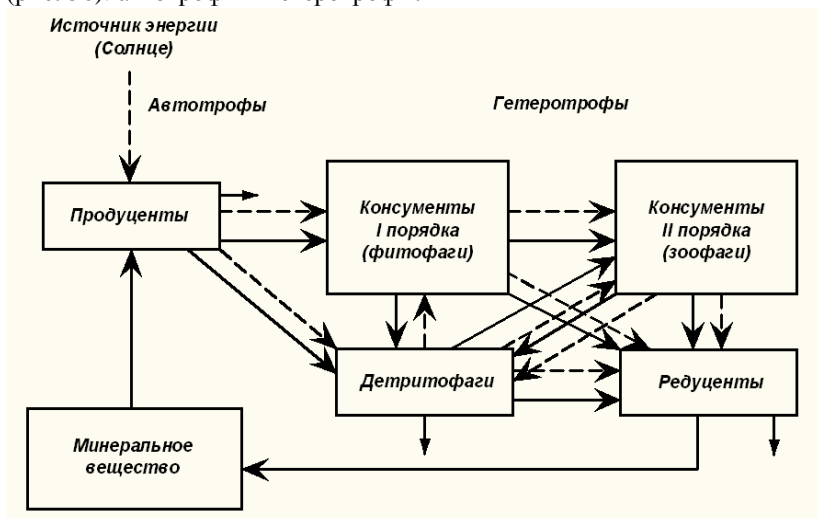 Источник энергии
(Солнце)
Автотрофы
Гетеротрофы
Продуценты
Консументы
I порядка
(фитофаги)
Консументы
II порядка
(зоофаги)
Детритофаги
Редуценты
Минеральное
вещество